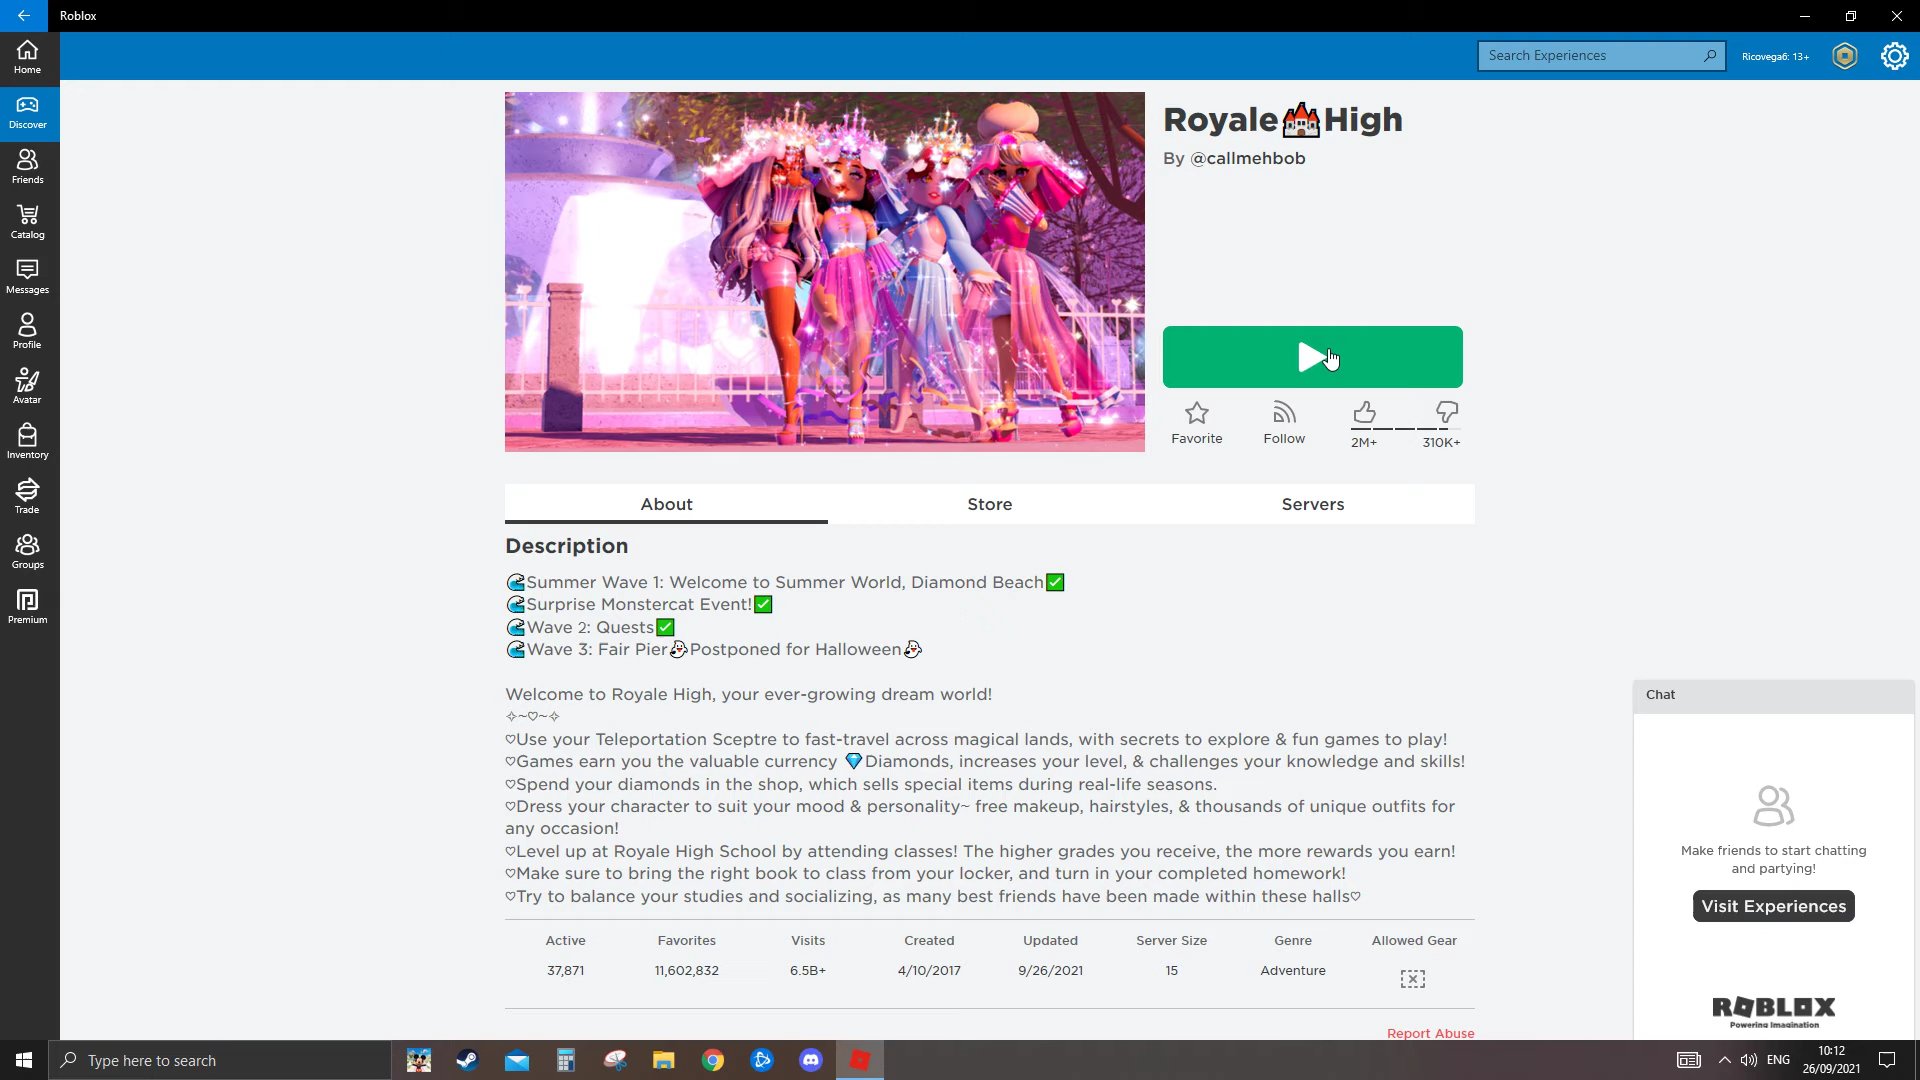 Roblox
Home
Discover
Friends
Catalog
Messages
Profile
Avatar
Inventory
Trade
Groups
Premium
Search Experiences
Ricovega6: 13+
Royale🏰High
By @callmehbob
Favorite
Follow
2M+
310K+
About
Store
Servers
Description
🌊Summer Wave 1: Welcome to Summer World, Diamond Beach✅
🌊Surprise Monstercat Event!✅
🌊Wave 2: Quests✅
🌊Wave 3: Fair Pier👻Postponed for Halloween👻
Welcome to Royale High, your ever-growing dream world!
✧~♡~✧
♡Use your Teleportation Sceptre to fast-travel across magical lands, with secrets to explore & fun games to play!
♡Games earn you the valuable currency 💎Diamonds, increases your level, & challenges your knowledge and skills!
♡Spend your diamonds in the shop, which sells special items during real-life seasons.
♡Dress your character to suit your mood & personality~ free makeup, hairstyles, & thousands of unique outfits for
any occasion!
♡Level up at Royale High School by attending classes! The higher grades you receive, the more rewards you earn!
♡Make sure to bring the right book to class from your locker, and turn in your completed homework!
♡Try to balance your studies and socializing, as many best friends have been made within these halls♡
Active Favorites Visits Created Updated Server Size Genre Allowed Gear
37,871 11,602,832 6.5B+ 4/10/2017 9/26/2021 15 Adventure
Report Abuse
Chat
Make friends to start chatting
and partying!
Visit Experiences
ROBLOX
Powering Imagination
Type here to search
ENG
10:12
26/09/2021